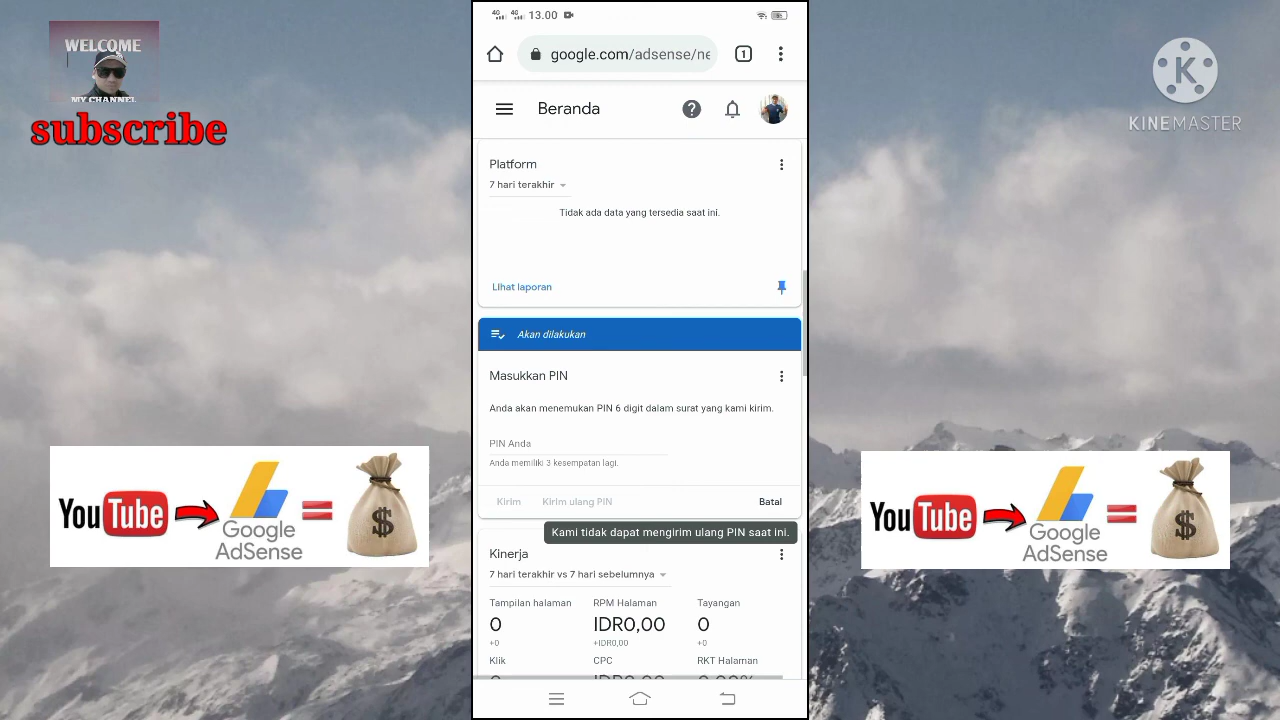 WELCOME
MY CHANNEL
subscribe
4G 4G 13.00
google.com/adsense/ne
1
Beranda
K
KINEMASTER
Platform
7 hari terakhir
Tidak ada data yang tersedia saat ini.
Lihat laporan
Akan dilakukan
Masukkan PIN
Anda akan menemukan PIN 6 digit dalam surat yang kami kirim.
PIN Anda
Anda memiliki 3 kesempatan lagi.
Kirim Kirim ulang PIN Batal
Kami tidak dapat mengirim ulang PIN saat ini.
Kinerja
7 hari terakhir vs 7 hari sebelumnya
Tampilan halaman RPM Halaman Tayangan
0 IDR0,00 0
+0 +IDR0,00 +0
Klik CPC RKT Halaman
YouTube
Google
AdSense
$
YouTube
Google
AdSense
$